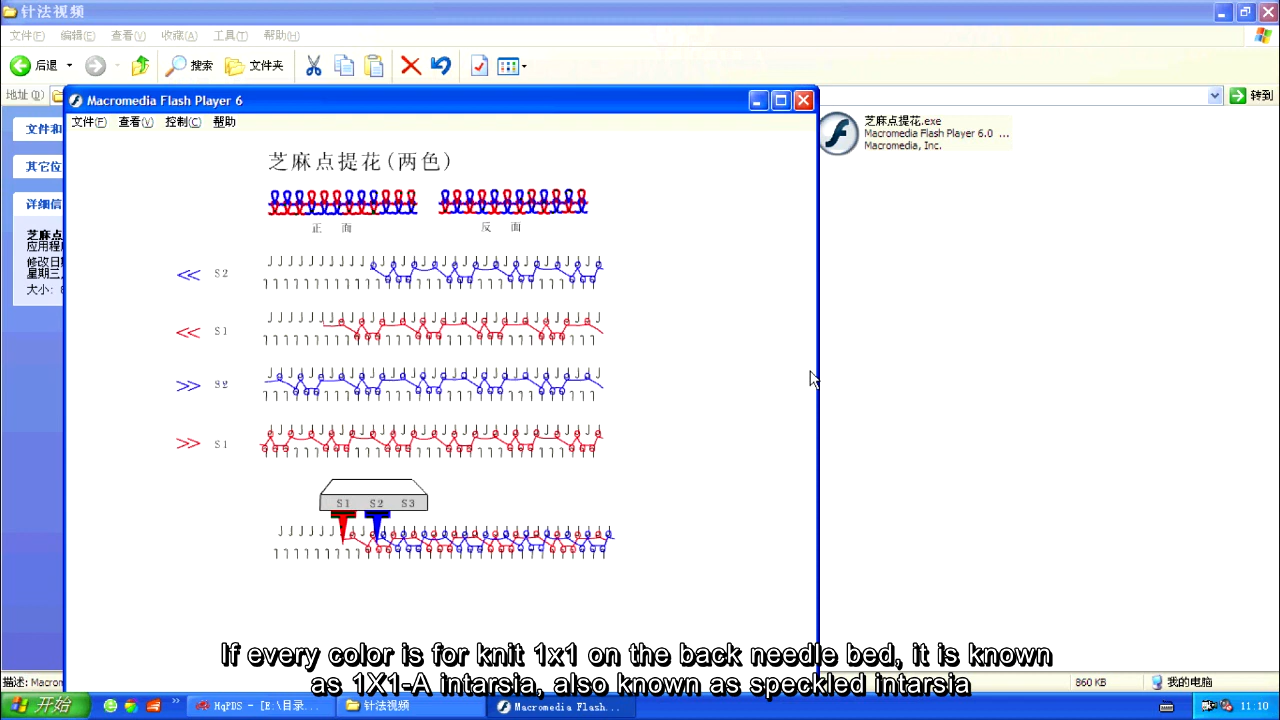 针法视频
文件(F) 编辑(E) 查看(V) 收藏(A) 工具(T) 帮助(H)
后退 搜索 文件夹
地址(D) 转到
Macromedia Flash Player 6
文件(F) 查看(V) 控制(C) 帮助
文件和
其它位
详细信
芝麻点
应用程
修改日
星期三
大小:
芝麻点提花.exe
Macromedia Flash Player 6.0 ...
Macromedia, Inc.
芝麻点提花(两色)
正 面 反 面
<< S2
<< S1
>> S2
>> S1
S1 S2 S3
If every color is for knit 1x1 on the back needle bed, it is known
as 1X1-A intarsia, also known as speckled intarsia
描述: Macrom 860 KB 我的电脑
开始 HqPDS - [E:\目录... 针法视频 Macromedia Flash... 11:10